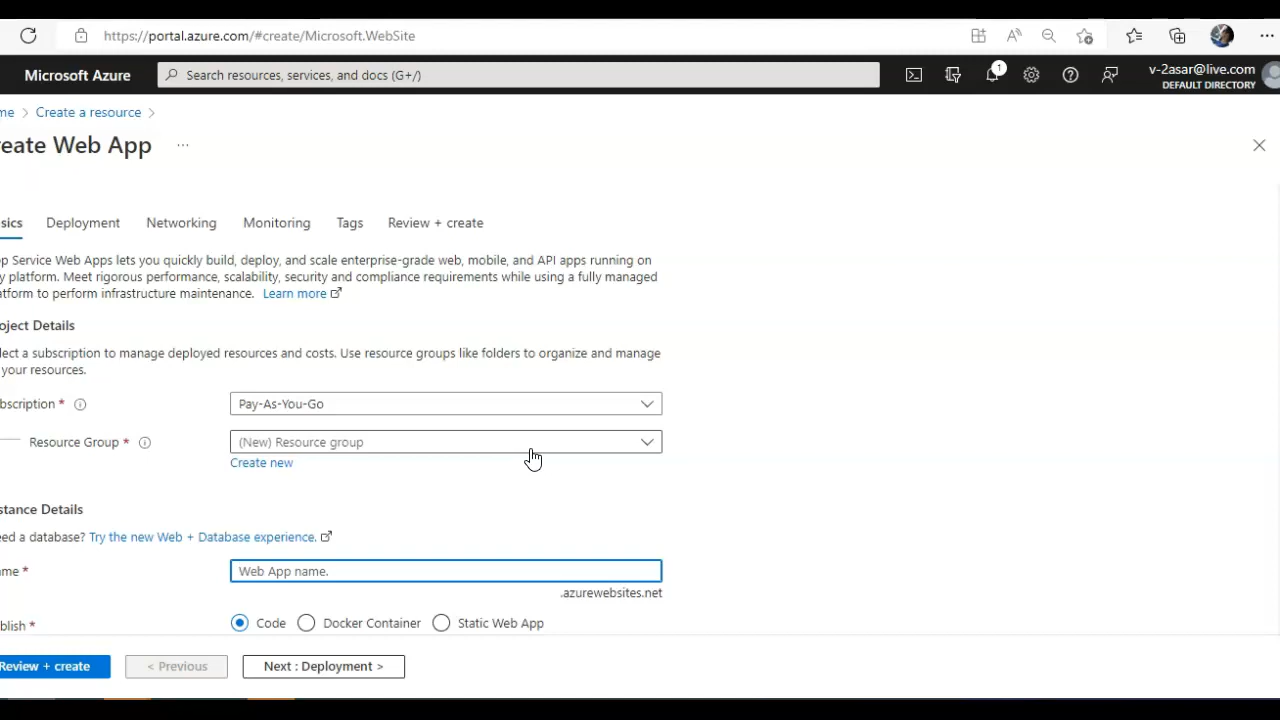 https://portal.azure.com/#create/Microsoft.WebSite
Microsoft Azure
Search resources, services, and docs (G+/)
1
v-2asar@live.com
DEFAULT DIRECTORY
me > Create a resource >
reate Web App ...
sics Deployment Networking Monitoring Tags Review + create
p Service Web Apps lets you quickly build, deploy, and scale enterprise-grade web, mobile, and API apps running on
y platform. Meet rigorous performance, scalability, security and compliance requirements while using a fully managed
atform to perform infrastructure maintenance. Learn more
oject Details
lect a subscription to manage deployed resources and costs. Use resource groups like folders to organize and manage
your resources.
bscription * Pay-As-You-Go
Resource Group * (New) Resource group
Create new
stance Details
eed a database? Try the new Web + Database experience.
ame * Web App name.
.azurewebsites.net
blish * Code Docker Container Static Web App
Review + create < Previous Next : Deployment >